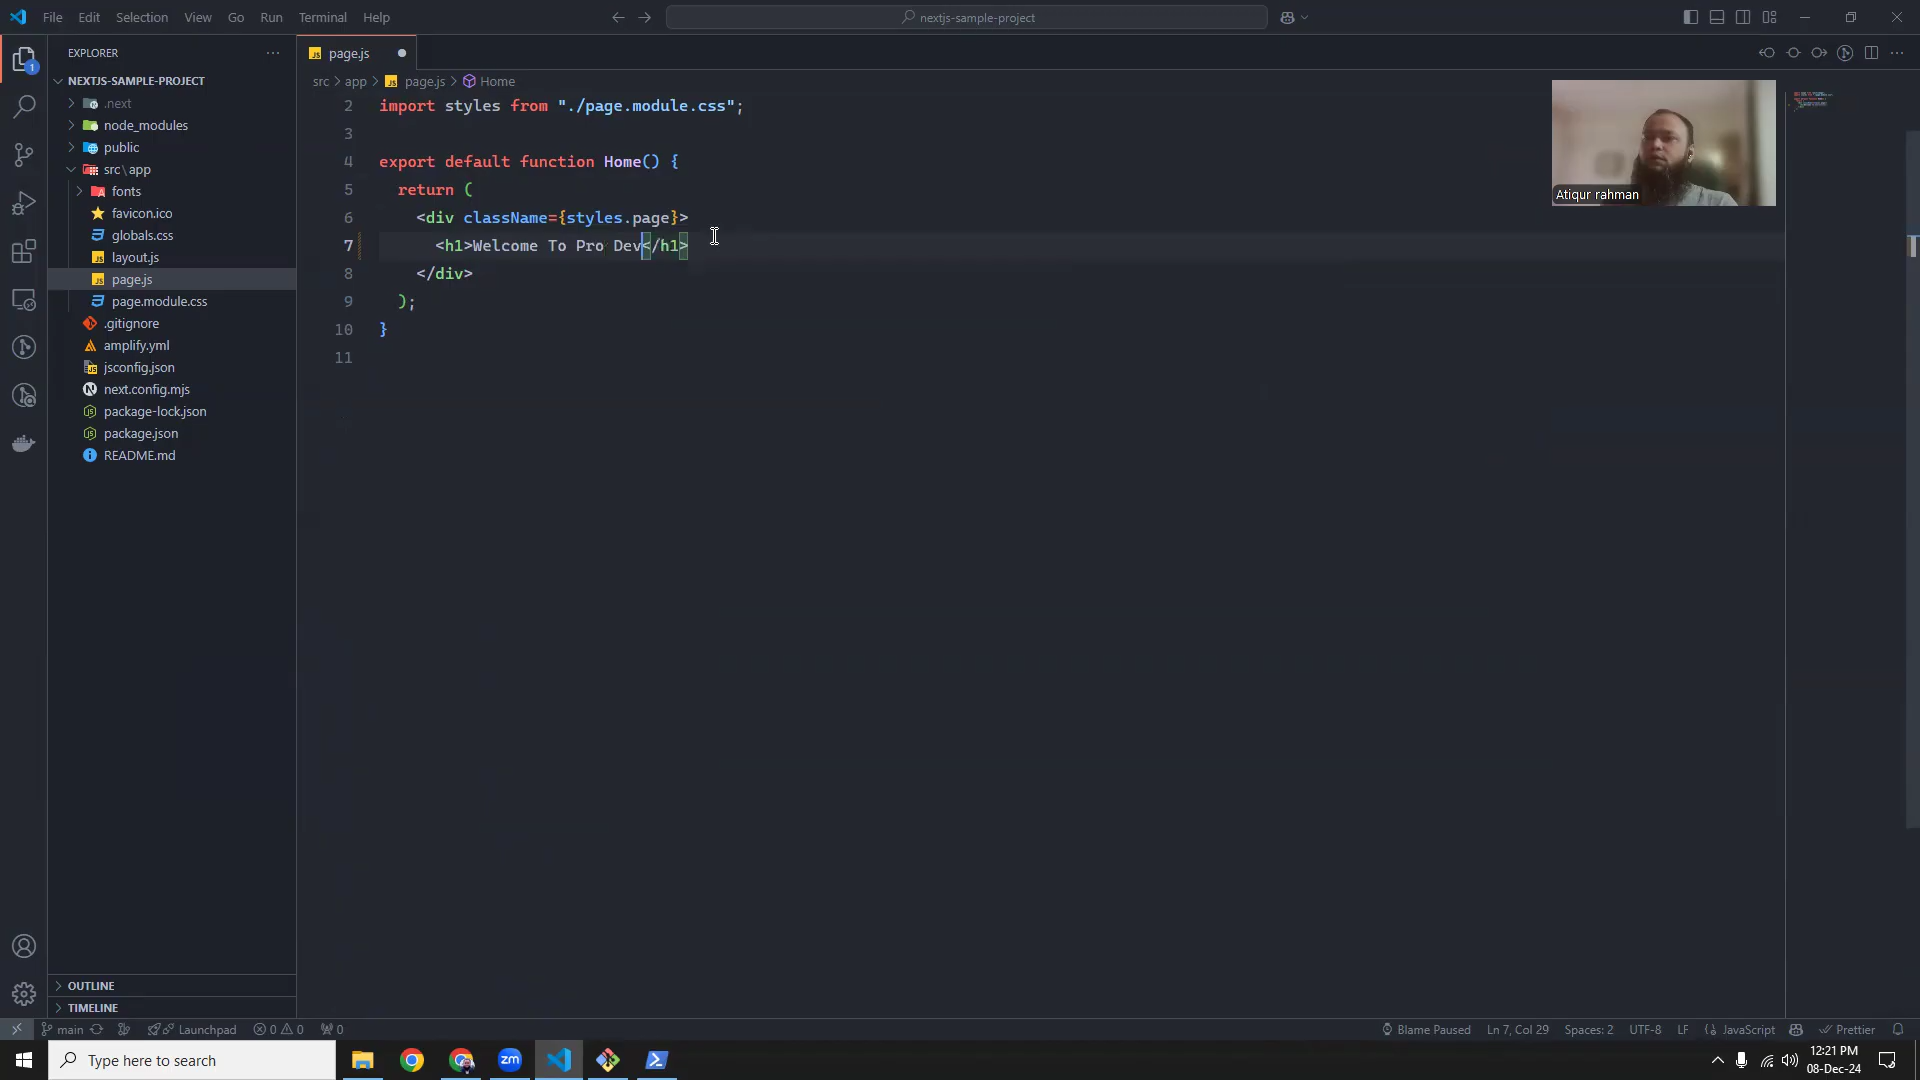 File Edit Selection View Go Run Terminal Help
nextjs-sample-project
EXPLORER
NEXTJS-SAMPLE-PROJECT
.next
node_modules
public
src\app
fonts
favicon.ico
globals.css
layout.js
page.js
page.module.css
.gitignore
amplify.yml
jsconfig.json
next.config.mjs
package-lock.json
package.json
README.md
OUTLINE
TIMELINE
page.js
src > app > page.js > Home
2 import styles from "./page.module.css";
3
4 export default function Home() {
5 return (
6 <div className={styles.page}>
7 <h1>Welcome To Pro Dev</h1>
8 </div>
9 );
10 }
11
Atiqur rahman
main Launchpad 0 0 0 Blame Paused Ln 7, Col 29 Spaces: 2 UTF-8 LF JavaScript Prettier
Type here to search
zm
12:21 PM
08-Dec-24